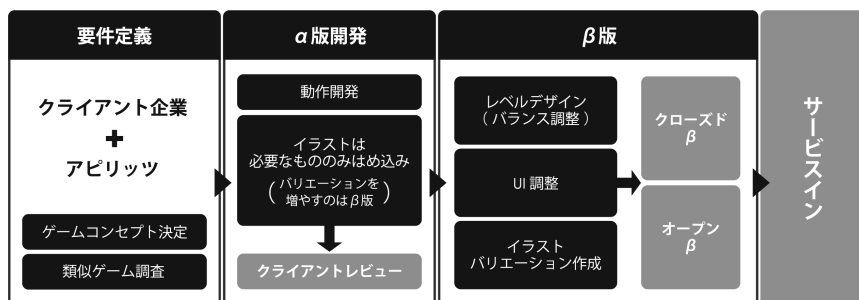 要件定義
クライアント企業
+
アピリッツ
ゲームコンセプト決定
類似ゲーム調査
α版開発
動作開発
イラストは
必要なもののみはめ込み
(バリエーションを
増やすのはβ版)
クライアントレビュー
β版
レベルデザイン
(バランス調整)
UI調整
イラスト
バリエーション作成
クローズド
β
オープン
β
サービスイン